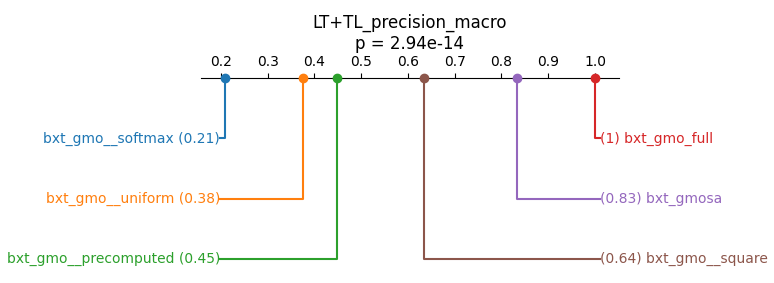 LT+TL_precision_macro
p = 2.94e-14
0.2 0.3 0.4 0.5 0.6 0.7 0.8 0.9 1.0
bxt_gmo__softmax (0.21) (1) bxt_gmo_full
bxt_gmo__uniform (0.38) (0.83) bxt_gmosa
bxt_gmo__precomputed (0.45) (0.64) bxt_gmo__square